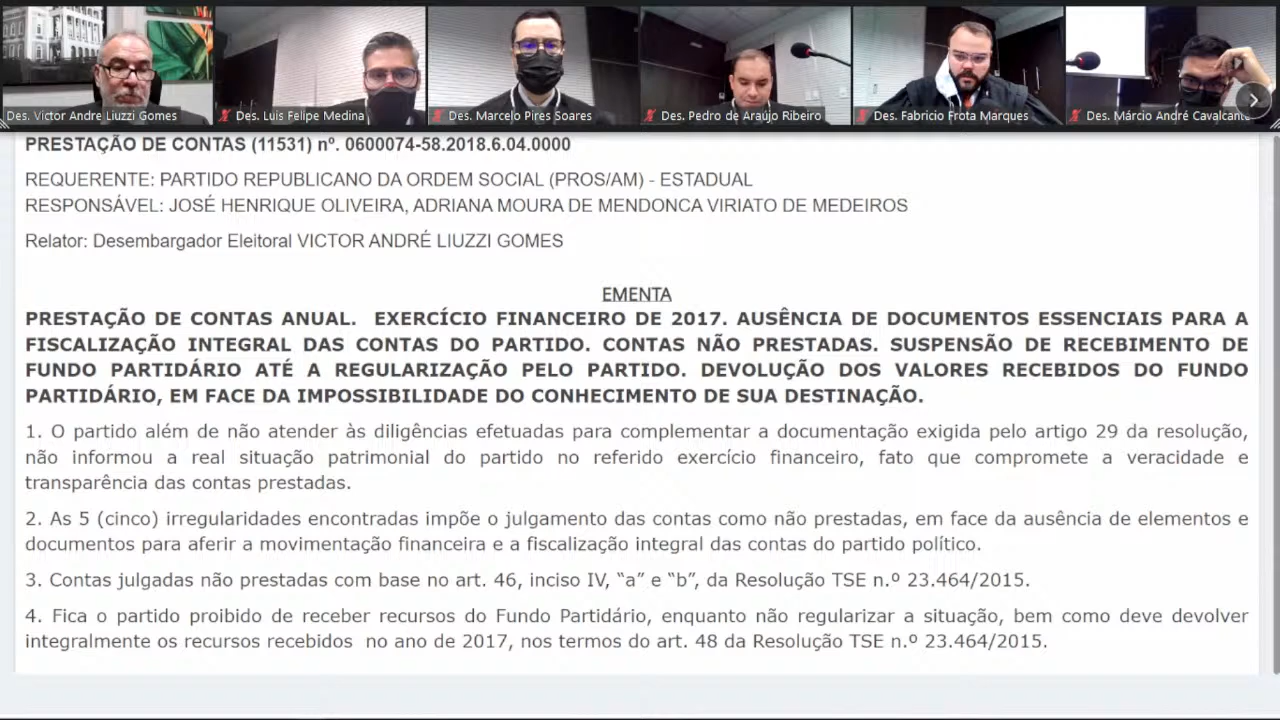 Des. Victor Andre Liuzzi Gomes
Des. Luis Felipe Medina
Des. Marcelo Pires Soares
Des. Pedro de Araújo Ribeiro
Des. Fabricio Frota Marques
Des. Márcio André Cavalcant
PRESTAÇÃO DE CONTAS (11531) nº. 0600074-58.2018.6.04.0000
REQUERENTE: PARTIDO REPUBLICANO DA ORDEM SOCIAL (PROS/AM) - ESTADUAL
RESPONSÁVEL: JOSÉ HENRIQUE OLIVEIRA, ADRIANA MOURA DE MENDONCA VIRIATO DE MEDEIROS
Relator: Desembargador Eleitoral VICTOR ANDRÉ LIUZZI GOMES
EMENTA
PRESTAÇÃO DE CONTAS ANUAL. EXERCÍCIO FINANCEIRO DE 2017. AUSÊNCIA DE DOCUMENTOS ESSENCIAIS PARA A
FISCALIZAÇÃO INTEGRAL DAS CONTAS DO PARTIDO. CONTAS NÃO PRESTADAS. SUSPENSÃO DE RECEBIMENTO DE
FUNDO PARTIDÁRIO ATÉ A REGULARIZAÇÃO PELO PARTIDO. DEVOLUÇÃO DOS VALORES RECEBIDOS DO FUNDO
PARTIDÁRIO, EM FACE DA IMPOSSIBILIDADE DO CONHECIMENTO DE SUA DESTINAÇÃO.
1. O partido além de não atender às diligências efetuadas para complementar a documentação exigida pelo artigo 29 da resolução,
não informou a real situação patrimonial do partido no referido exercício financeiro, fato que compromete a veracidade e
transparência das contas prestadas.
2. As 5 (cinco) irregularidades encontradas impõe o julgamento das contas como não prestadas, em face da ausência de elementos e
documentos para aferir a movimentação financeira e a fiscalização integral das contas do partido político.
3. Contas julgadas não prestadas com base no art. 46, inciso IV, “a” e “b”, da Resolução TSE n.º 23.464/2015.
4. Fica o partido proibido de receber recursos do Fundo Partidário, enquanto não regularizar a situação, bem como deve devolver
integralmente os recursos recebidos no ano de 2017, nos termos do art. 48 da Resolução TSE n.º 23.464/2015.